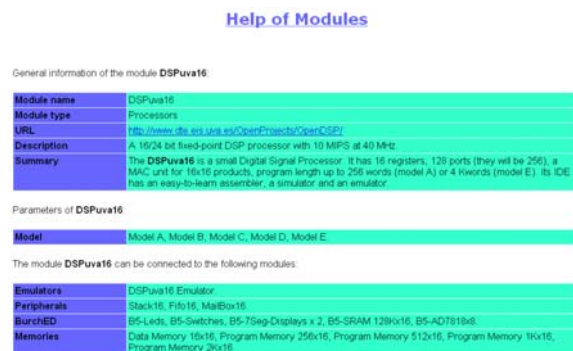 Help of Modules
General information of the module DSPuva16:
Module name DSPuva16
Module type Processors
URL http://www.dte.eis.uva.es/OpenProjects/OpenDSP/
Description A 16/24 bit fixed-point DSP processor with 10 MIPS at 40 MHz.
Summary The DSPuva16 is a small Digital Signal Processor. It has 16 registers, 128 ports (they will be 256), a
MAC unit for 16x16 products, program length up to 256 words (model A) or 4 Kwords (model E). Its IDE
has an easy-to-learn assembler, a simulator and an emulator.
Parameters of DSPuva16:
Model Model A, Model B, Model C, Model D, Model E.
The module DSPuva16 can be connected to the following modules:
Emulators DSPuva16 Emulator.
Peripherals Stack16, Fifo16, MailBox16.
BurchED B5-Leds, B5-Switches, B5-7Seg-Displays x 2, B5-SRAM 128Kx16, B5-AD7818x8.
Memories Data Memory 16x16, Program Memory 256x16, Program Memory 512x16, Program Memory 1Kx16,
Program Memory 2Kx16